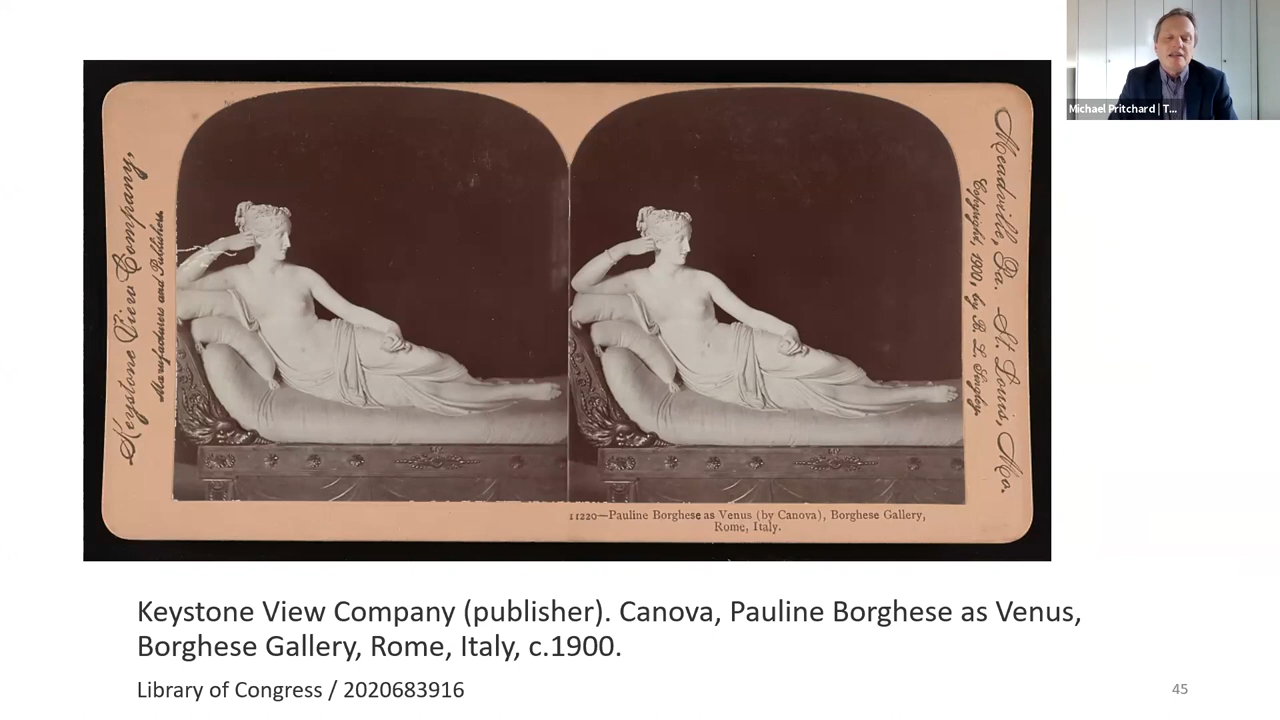 Michael Pritchard | T...
Keystone View Company,
Manufacturers and Publishers.
Meadville, Pa. St. Louis, Mo.
Copyright, 1900, by B. L. Singley.
11220—Pauline Borghese as Venus (by Canova), Borghese Gallery,
Rome, Italy.
Keystone View Company (publisher). Canova, Pauline Borghese as Venus,
Borghese Gallery, Rome, Italy, c.1900.
Library of Congress / 2020683916
45